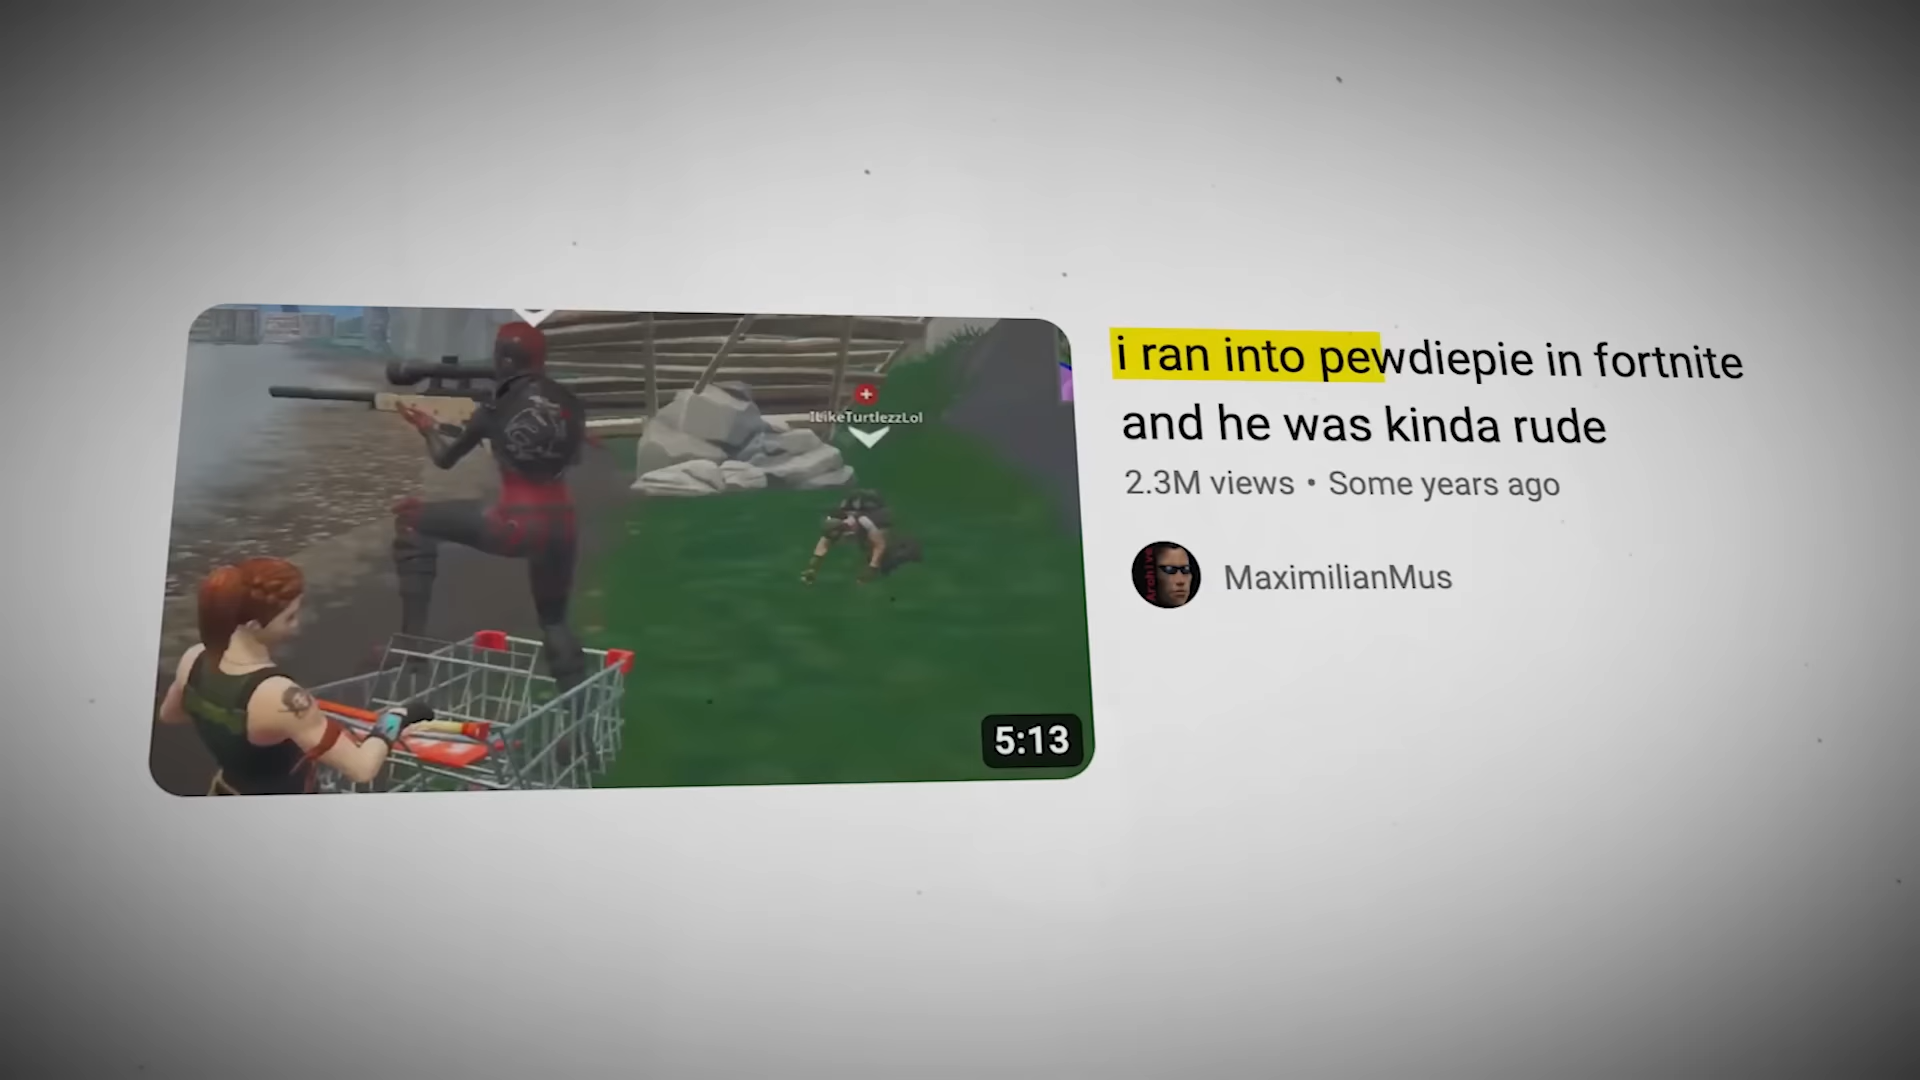 ILikeTurtlezzLol
5:13
i ran into pewdiepie in fortnite
and he was kinda rude
2.3M views • Some years ago
Archive
MaximilianMus